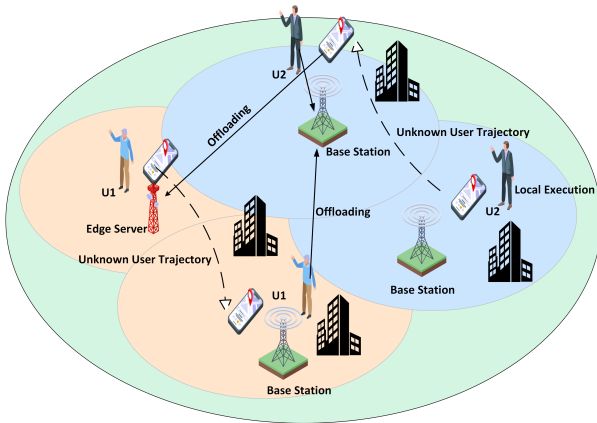 U2
Offloading
Base Station
Unknown User Trajectory
U1
Local Execution
U2
Offloading
Edge Server
Unknown User Trajectory
U1
Base Station
Base Station